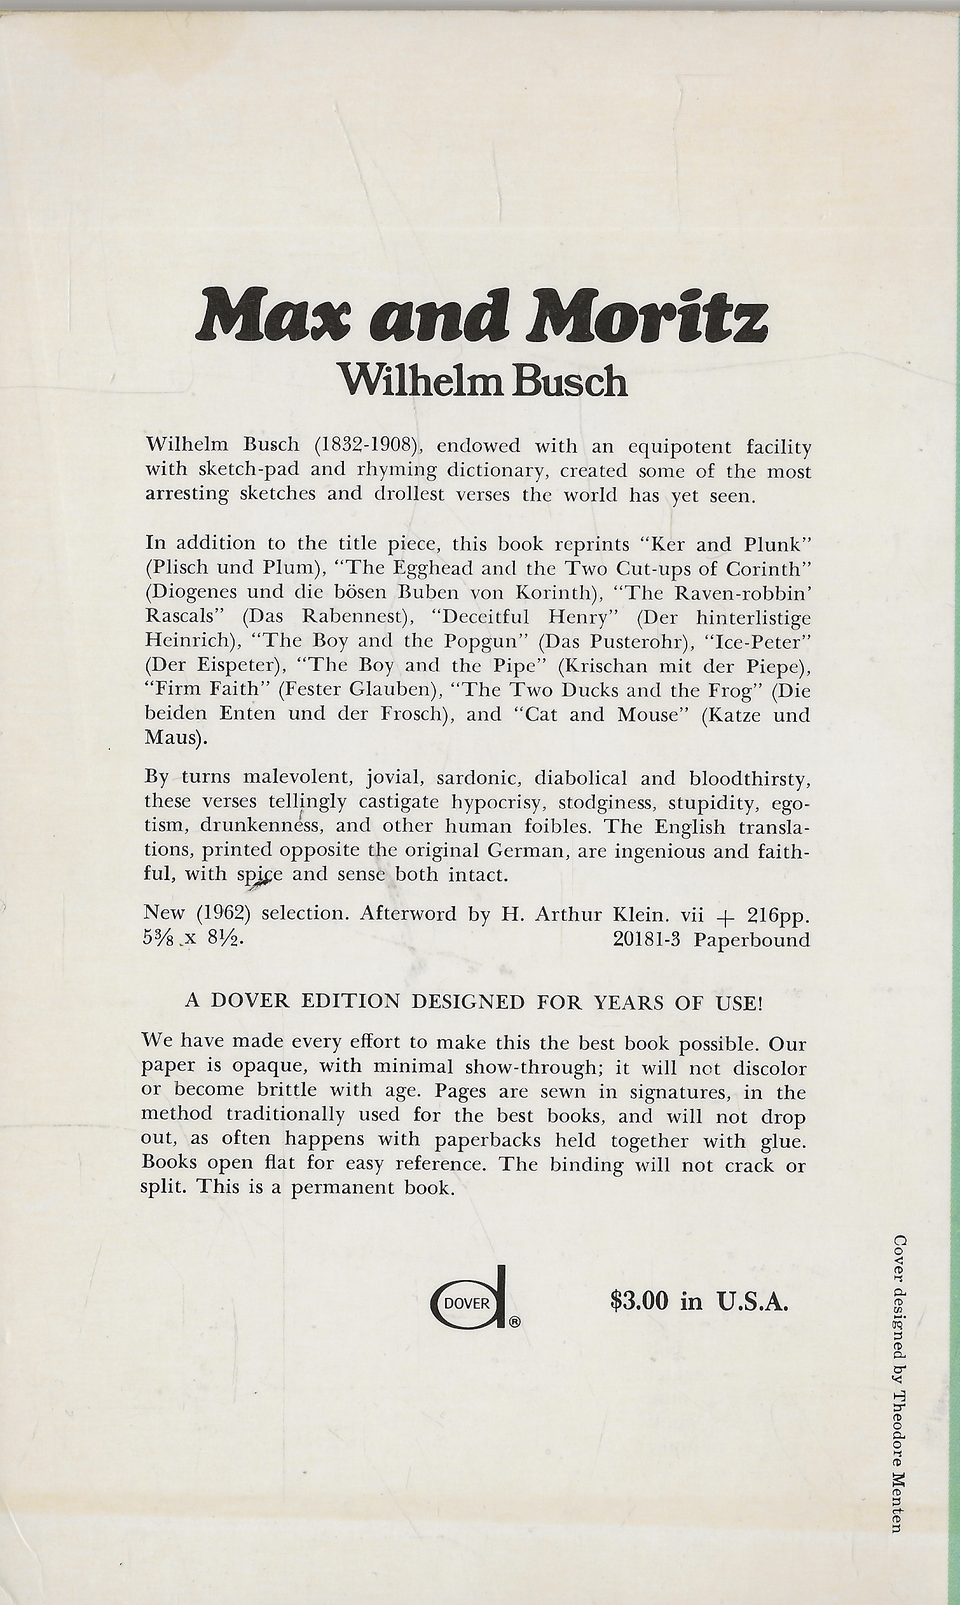 Max and Moritz
Wilhelm Busch
Wilhelm Busch (1832-1908), endowed with an equipotent facility
with sketch-pad and rhyming dictionary, created some of the most
arresting sketches and drollest verses the world has yet seen.
In addition to the title piece, this book reprints “Ker and Plunk”
(Plisch und Plum), “The Egghead and the Two Cut-ups of Corinth”
(Diogenes und die bösen Buben von Korinth), “The Raven-robbin’
Rascals” (Das Rabennest), “Deceitful Henry” (Der hinterlistige
Heinrich), “The Boy and the Popgun” (Das Pusterohr), “Ice-Peter”
(Der Eispeter), “The Boy and the Pipe” (Krischan mit der Piepe),
“Firm Faith” (Fester Glauben), “The Two Ducks and the Frog” (Die
beiden Enten und der Frosch), and “Cat and Mouse” (Katze und
Maus).
By turns malevolent, jovial, sardonic, diabolical and bloodthirsty,
these verses tellingly castigate hypocrisy, stodginess, stupidity, ego-
tism, drunkenness, and other human foibles. The English transla-
tions, printed opposite the original German, are ingenious and faith-
ful, with spice and sense both intact.
New (1962) selection. Afterword by H. Arthur Klein. vii + 216pp.
5⅜ x 8½. 20181-3 Paperbound
A DOVER EDITION DESIGNED FOR YEARS OF USE!
We have made every effort to make this the best book possible. Our
paper is opaque, with minimal show-through; it will not discolor
or become brittle with age. Pages are sewn in signatures, in the
method traditionally used for the best books, and will not drop
out, as often happens with paperbacks held together with glue.
Books open flat for easy reference. The binding will not crack or
split. This is a permanent book.
DOVER ®
$3.00 in U.S.A.
Cover designed by Theodore Menten